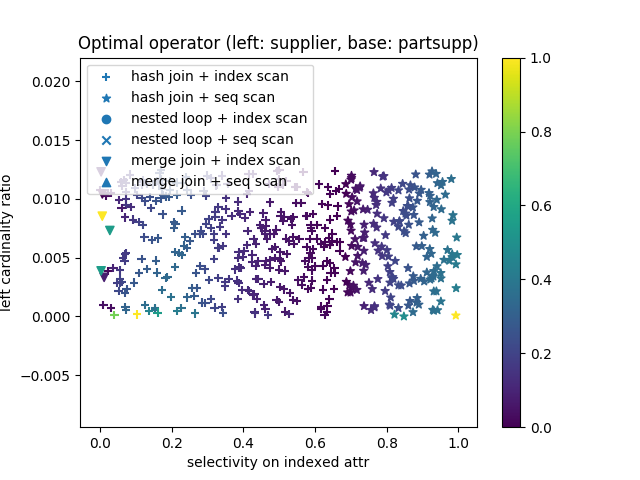 Optimal operator (left: supplier, base: partsupp)
hash join + index scan
hash join + seq scan
nested loop + index scan
nested loop + seq scan
merge join + index scan
merge join + seq scan
0.020
0.015
0.010
0.005
0.000
−0.005
left cardinality ratio
0.0 0.2 0.4 0.6 0.8 1.0
selectivity on indexed attr
1.0
0.8
0.6
0.4
0.2
0.0